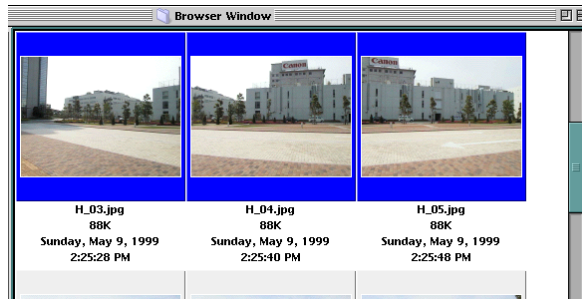 Browser Window
Canon
Canon
H_03.jpg
H_04.jpg
H_05.jpg
88K
88K
88K
Sunday, May 9, 1999
Sunday, May 9, 1999
Sunday, May 9, 1999
2:25:28 PM
2:25:40 PM
2:25:48 PM